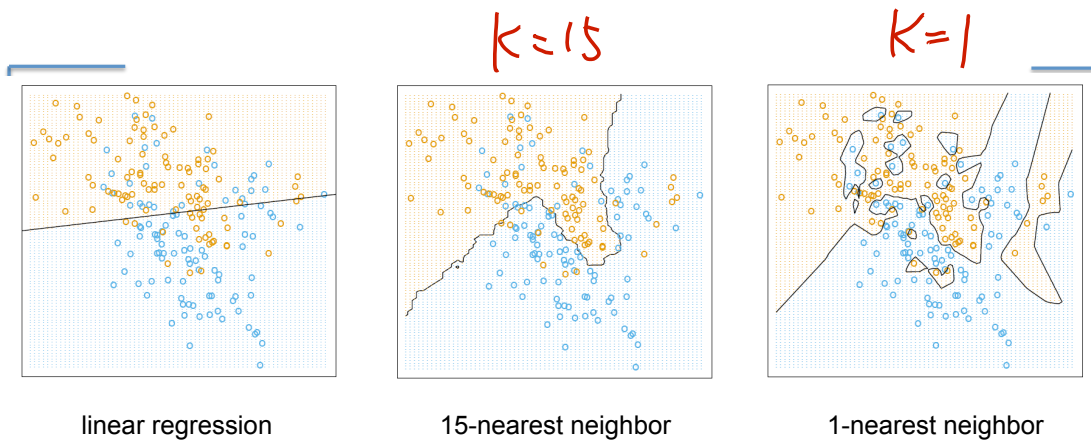 K=15
K=1
linear regression
15-nearest neighbor
1-nearest neighbor